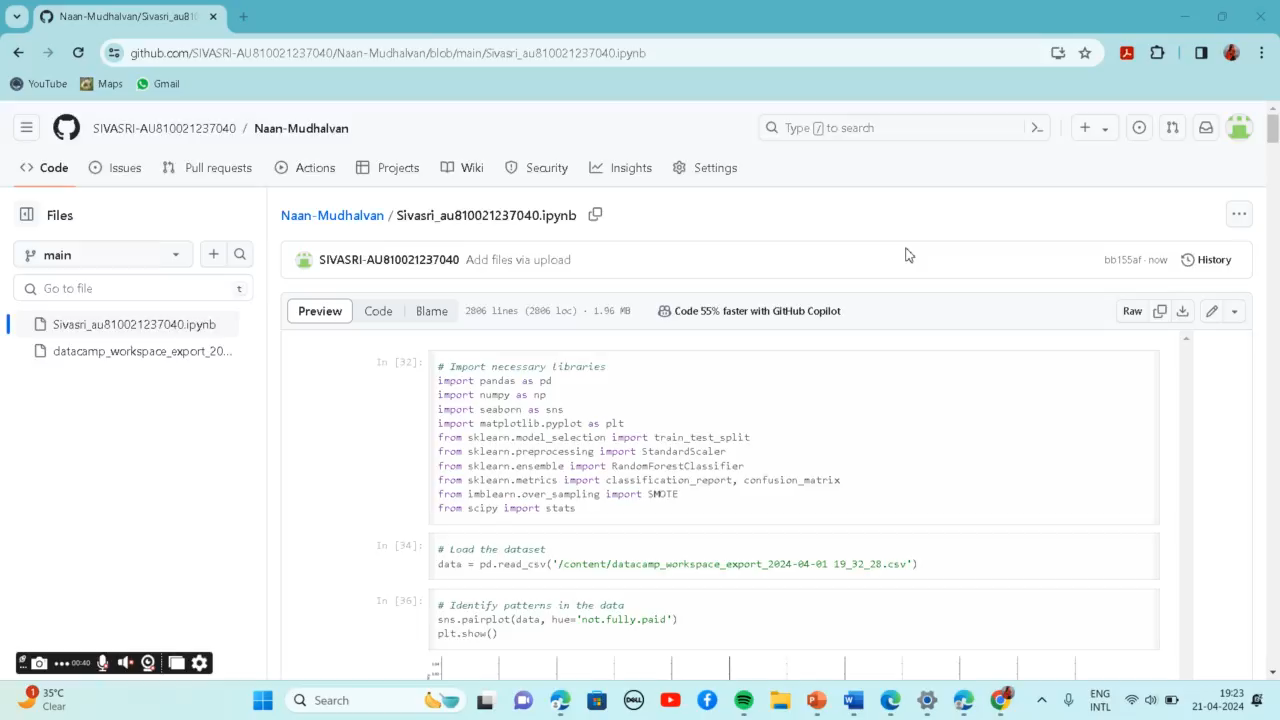 Naan-Mudhalvan/Sivasri_au810
github.com/SIVASRI-AU810021237040/Naan-Mudhalvan/blob/main/Sivasri_au810021237040.ipynb
YouTube Maps Gmail
SIVASRI-AU810021237040 / Naan-Mudhalvan
Type / to search
Code Issues Pull requests Actions Projects Wiki Security Insights Settings
Files
Naan-Mudhalvan / Sivasri_au810021237040.ipynb
main
SIVASRI-AU810021237040 Add files via upload
bb155af · now History
Go to file t
Preview Code Blame 2806 lines (2806 loc) · 1.96 MB Code 55% faster with GitHub Copilot Raw
Sivasri_au810021237040.ipynb
datacamp_workspace_export_20...
In [32]:
# Import necessary libraries
import pandas as pd
import numpy as np
import seaborn as sns
import matplotlib.pyplot as plt
from sklearn.model_selection import train_test_split
from sklearn.preprocessing import StandardScaler
from sklearn.ensemble import RandomForestClassifier
from sklearn.metrics import classification_report, confusion_matrix
from imblearn.over_sampling import SMOTE
from scipy import stats
In [34]:
# Load the dataset
data = pd.read_csv('/content/datacamp_workspace_export_2024-04-01 19_32_28.csv')
In [36]:
# Identify patterns in the data
sns.pairplot(data, hue='not.fully.paid')
plt.show()
00:40
1
35°C
Clear
Search
DELL
ENG
INTL
19:23
21-04-2024